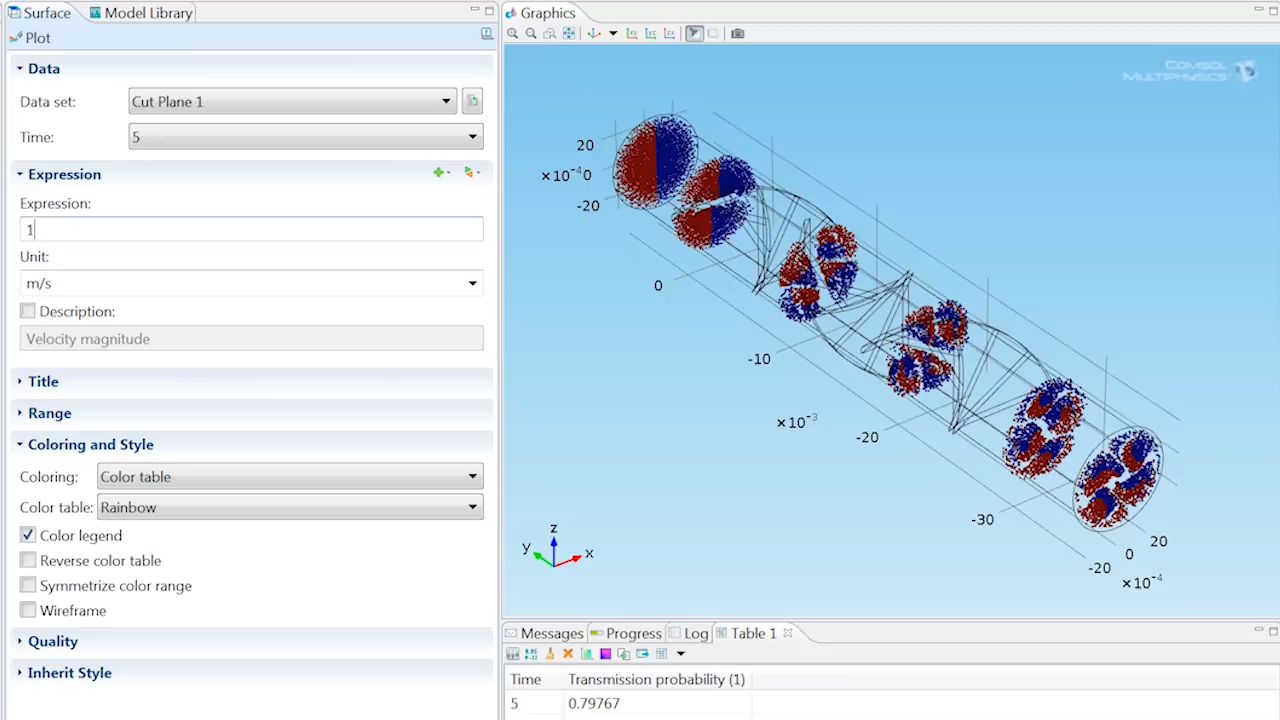 Surface Model Library
Plot
Data
Data set: Cut Plane 1
Time: 5
Expression
Expression:
1
Unit:
m/s
Description:
Velocity magnitude
Title
Range
Coloring and Style
Coloring: Color table
Color table: Rainbow
Color legend
Reverse color table
Symmetrize color range
Wireframe
Quality
Inherit Style
Graphics
COMSOL
MULTIPHYSICS
20
×10⁻⁴ 0
-20
0
-10
×10⁻³
-20
-30
20
0
-20
×10⁻⁴
z
y x
Messages Progress Log Table 1
Time Transmission probability (1)
5 0.79767